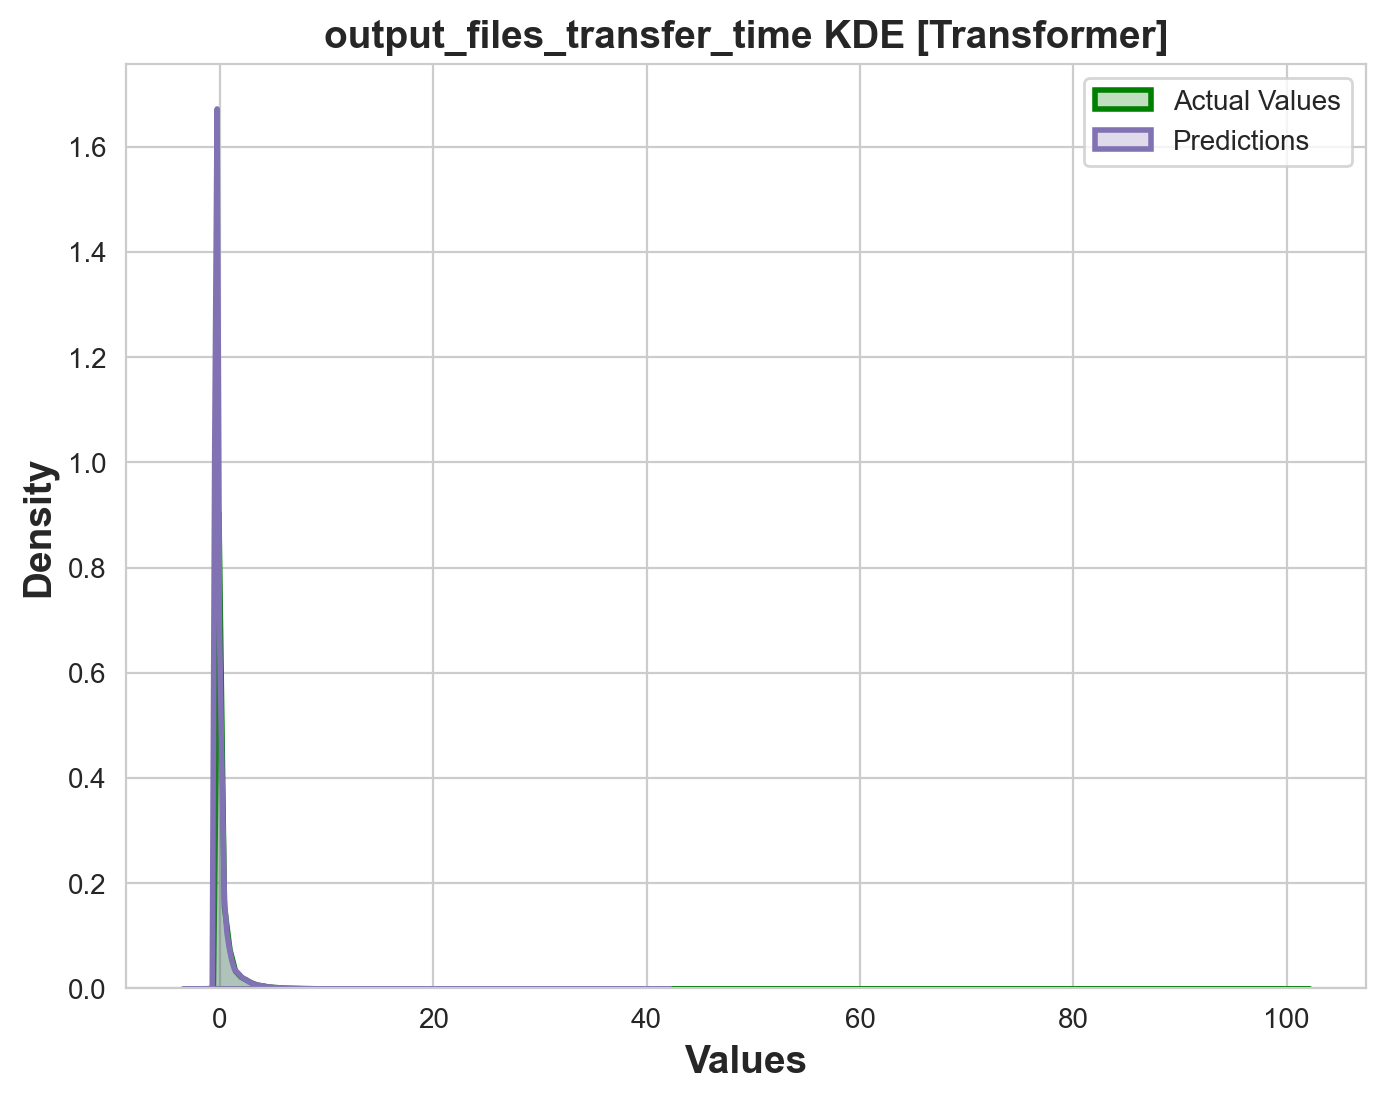 output_files_transfer_time KDE [Transformer]
Actual Values
Predictions
1.6
1.4
1.2
1.0
0.8
0.6
0.4
0.2
0.0
Density
0 20 40 60 80 100
Values